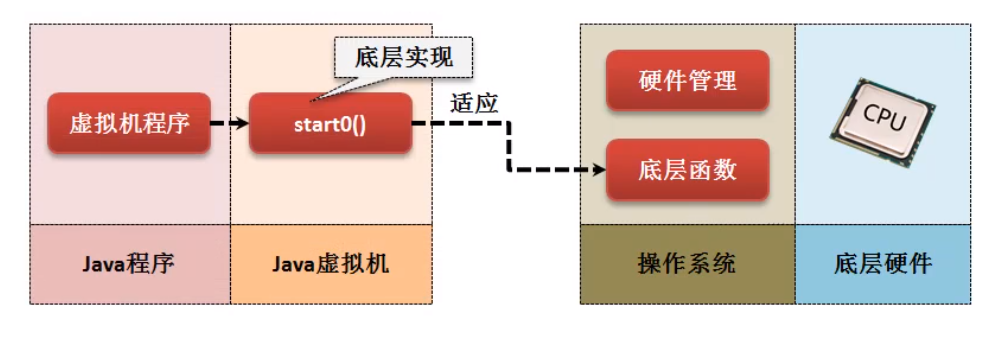 底层实现
虚拟机程序
start0()
适应
硬件管理
底层函数
CPU
Java程序
Java虚拟机
操作系统
底层硬件